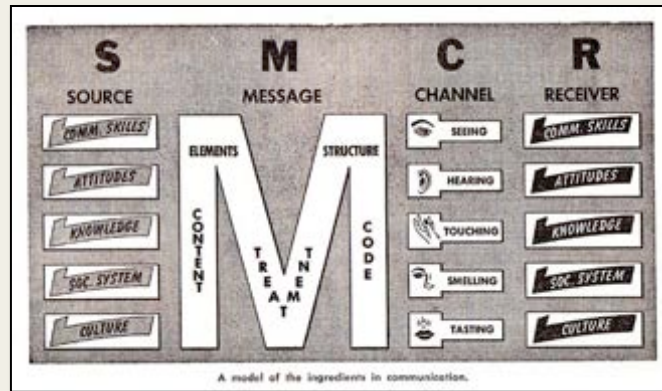 S M C R
SOURCE MESSAGE CHANNEL RECEIVER
COMM. SKILLS
ATTITUDES
KNOWLEDGE
SOC. SYSTEM
CULTURE
ELEMENTS
STRUCTURE
CONTENT
TREATMENT
CODE
SEEING
HEARING
TOUCHING
SMELLING
TASTING
COMM. SKILLS
ATTITUDES
KNOWLEDGE
SOC. SYSTEM
CULTURE
A model of the ingredients in communication.